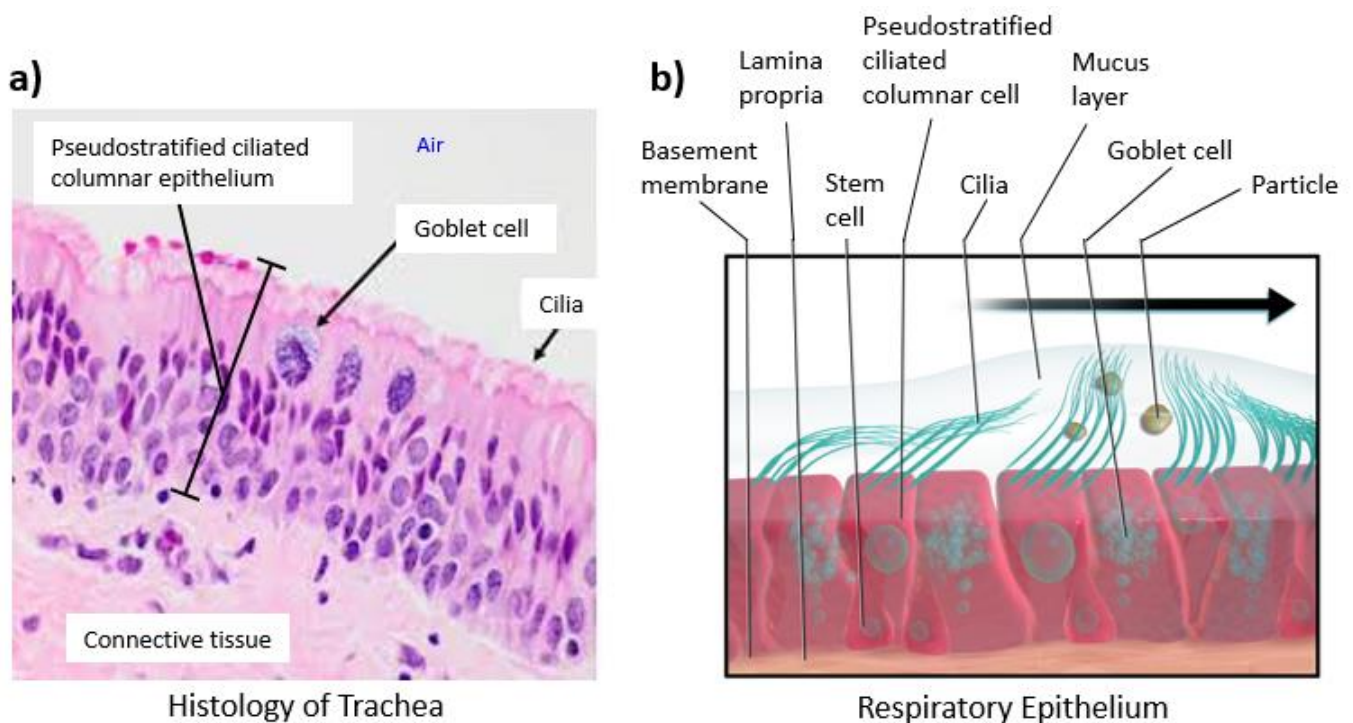 a)
Pseudostratified ciliated
columnar epithelium
Air
Goblet cell
Cilia
Connective tissue
Histology of Trachea
b)
Lamina
propria
Pseudostratified
ciliated
columnar cell
Mucus
layer
Basement
membrane
Stem
cell
Cilia
Goblet cell
Particle
Respiratory Epithelium